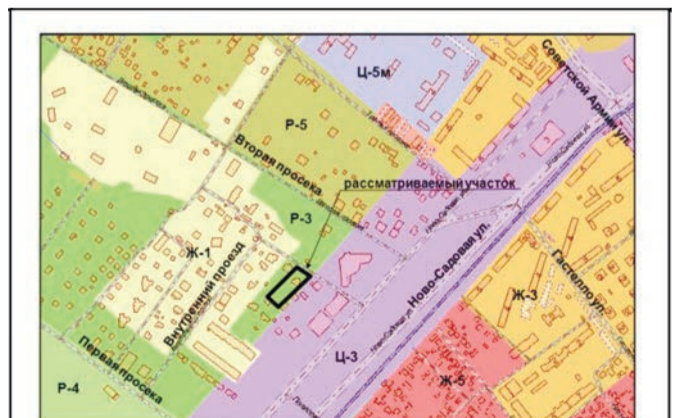 Советской Армии ул.
Ц-5м
Р-5
Вторая просека
рассматриваемый участок
Р-3
Ж-1
Ново-Садовая ул.
Внутренний проезд
Гастелло ул.
Ж-3
Первая просека
Ц-3
Ж-5
Р-4